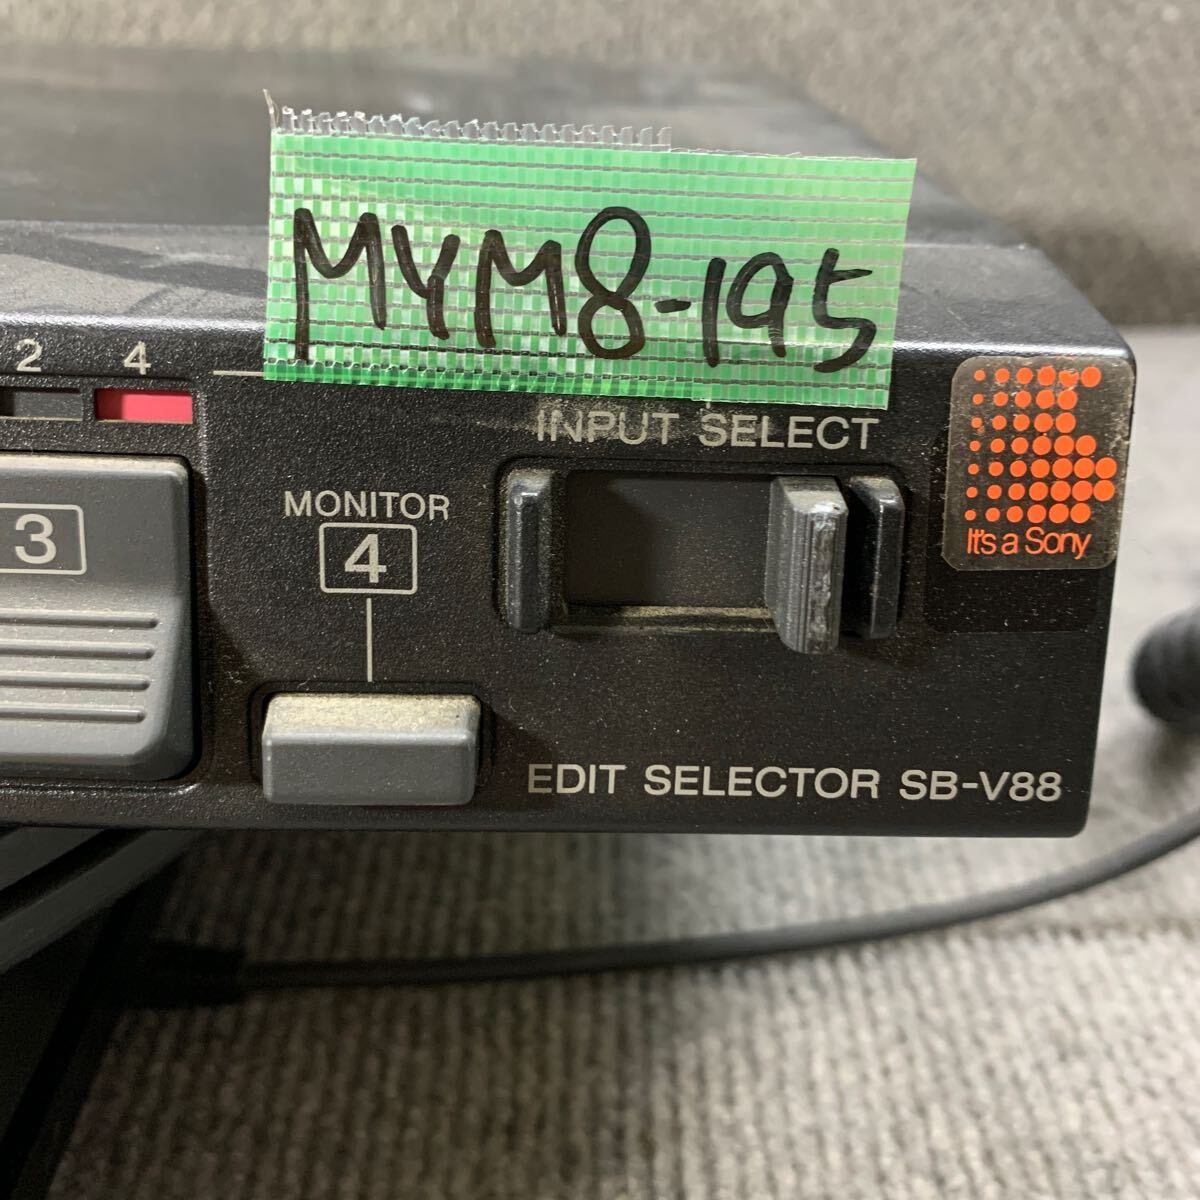 MYM8-195
2 4
INPUT SELECT
MONITOR
4
3
It's a Sony
EDIT SELECTOR SB-V88